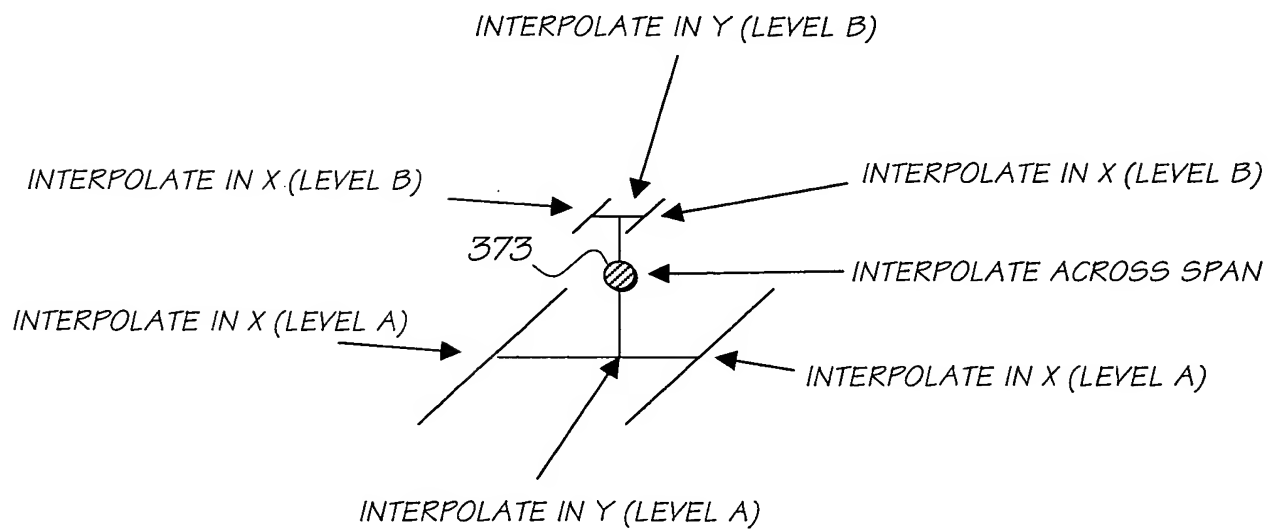 INTERPOLATE IN Y (LEVEL B)
INTERPOLATE IN X (LEVEL B)
INTERPOLATE IN X (LEVEL B)
373
INTERPOLATE ACROSS SPAN
INTERPOLATE IN X (LEVEL A)
INTERPOLATE IN X (LEVEL A)
INTERPOLATE IN Y (LEVEL A)